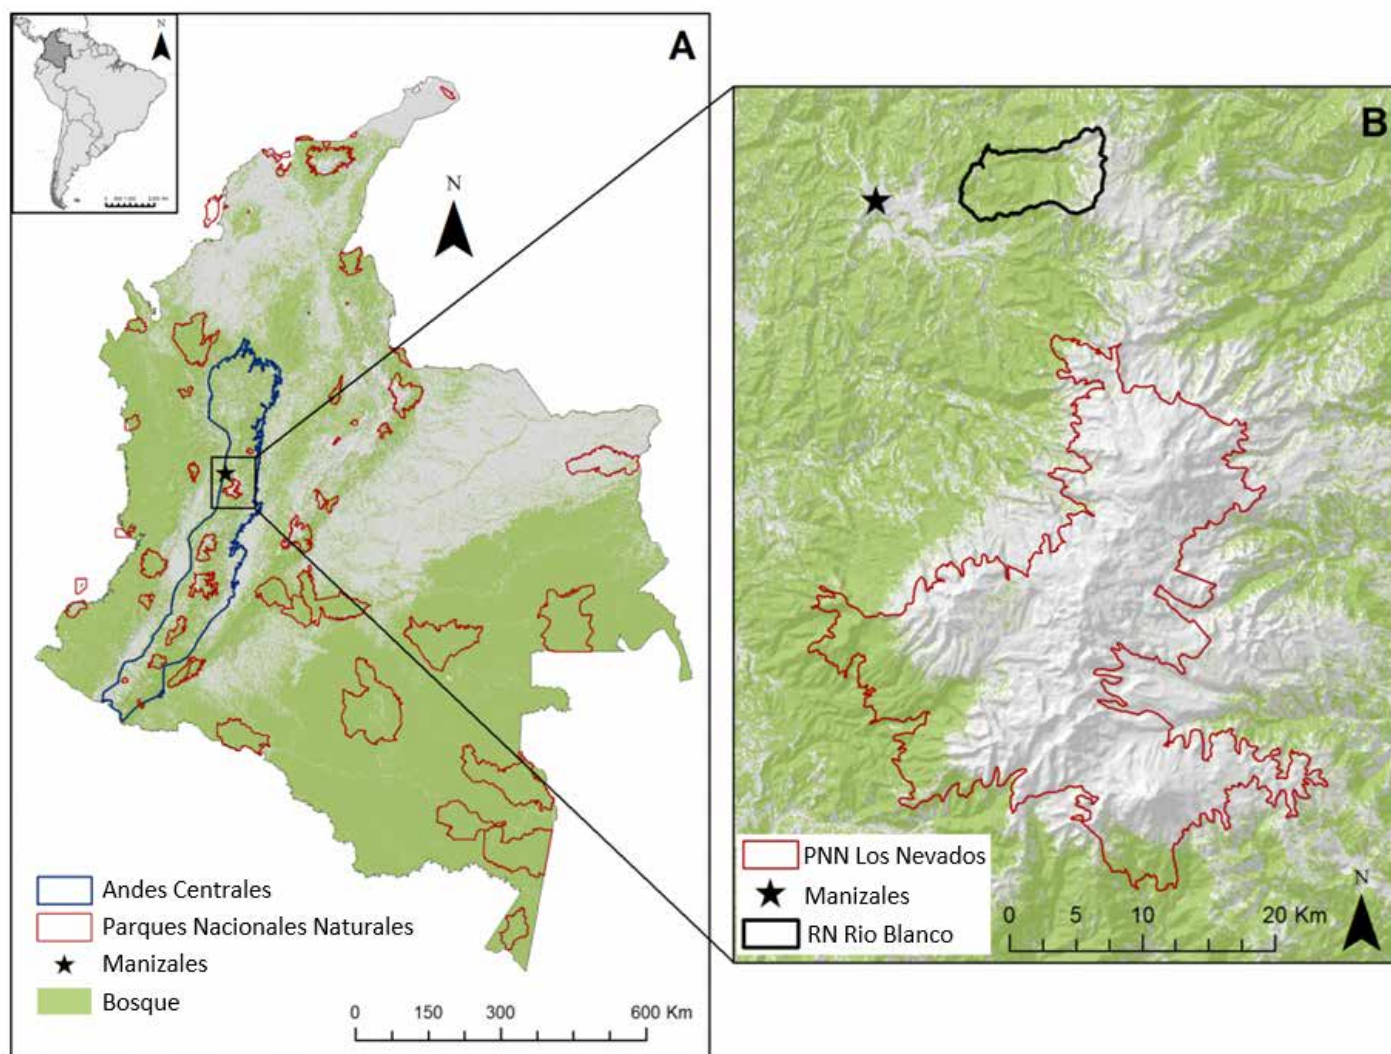 N
A
N
Andes Centrales
Parques Nacionales Naturales
Manizales
Bosque
0 150 300 600 Km
B
PNN Los Nevados
Manizales
RN Rio Blanco
0 5 10 20 Km
N